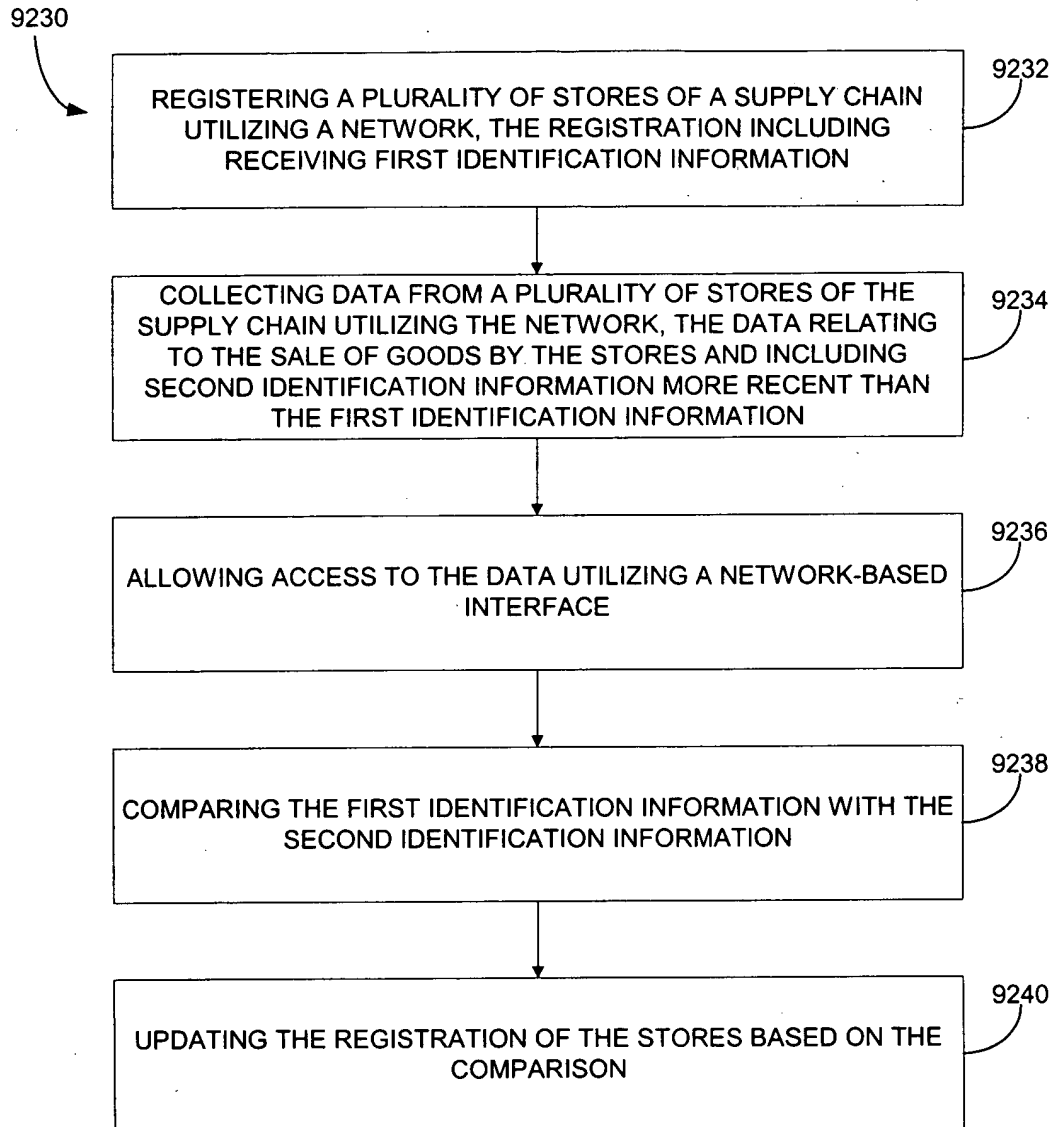 9230
9232
REGISTERING A PLURALITY OF STORES OF A SUPPLY CHAIN
UTILIZING A NETWORK, THE REGISTRATION INCLUDING
RECEIVING FIRST IDENTIFICATION INFORMATION
9234
COLLECTING DATA FROM A PLURALITY OF STORES OF THE
SUPPLY CHAIN UTILIZING THE NETWORK, THE DATA RELATING
TO THE SALE OF GOODS BY THE STORES AND INCLUDING
SECOND IDENTIFICATION INFORMATION MORE RECENT THAN
THE FIRST IDENTIFICATION INFORMATION
9236
ALLOWING ACCESS TO THE DATA UTILIZING A NETWORK-BASED
INTERFACE
9238
COMPARING THE FIRST IDENTIFICATION INFORMATION WITH THE
SECOND IDENTIFICATION INFORMATION
9240
UPDATING THE REGISTRATION OF THE STORES BASED ON THE
COMPARISON